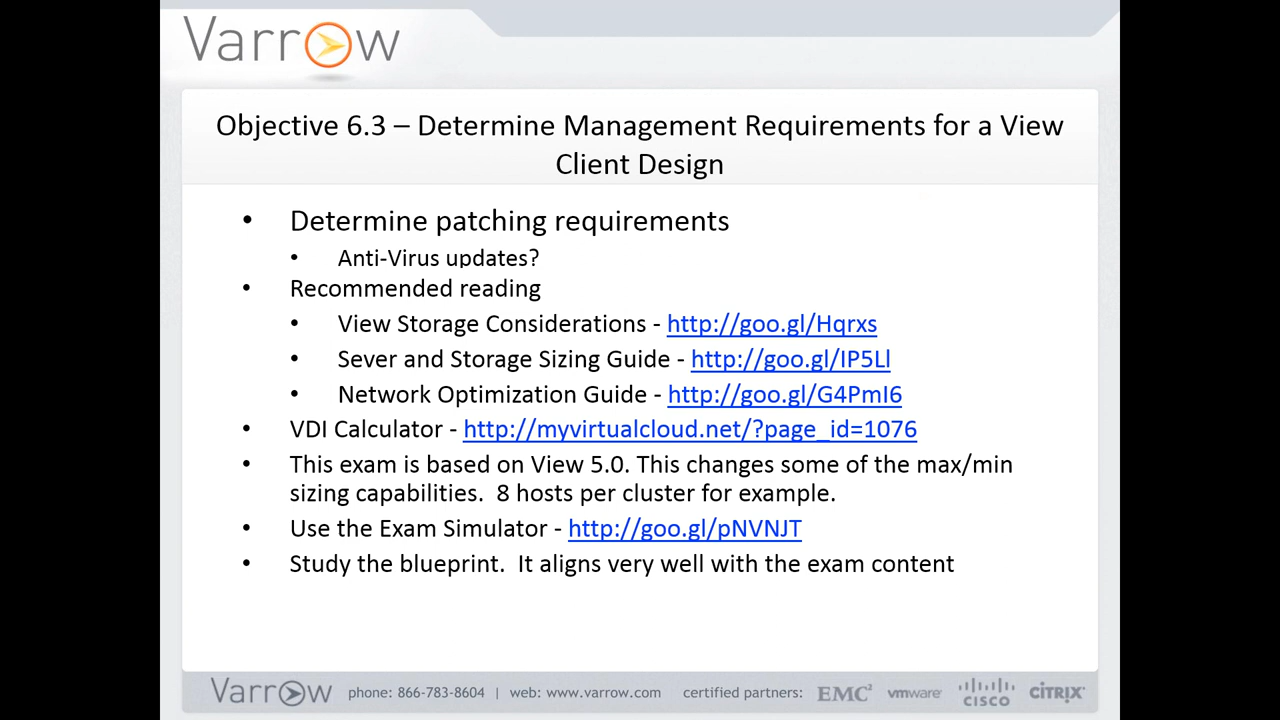 Varrow
Objective 6.3 – Determine Management Requirements for a View
Client Design
• Determine patching requirements
• Anti-Virus updates?
• Recommended reading
• View Storage Considerations - http://goo.gl/Hqrxs
• Sever and Storage Sizing Guide - http://goo.gl/IP5Ll
• Network Optimization Guide - http://goo.gl/G4PmI6
• VDI Calculator - http://myvirtualcloud.net/?page_id=1076
• This exam is based on View 5.0. This changes some of the max/min
sizing capabilities.  8 hosts per cluster for example.
• Use the Exam Simulator - http://goo.gl/pNVNJT
• Study the blueprint.  It aligns very well with the exam content
Varrow phone: 866-783-8604 | web: www.varrow.com certified partners: EMC² vmware CISCO CITRIX